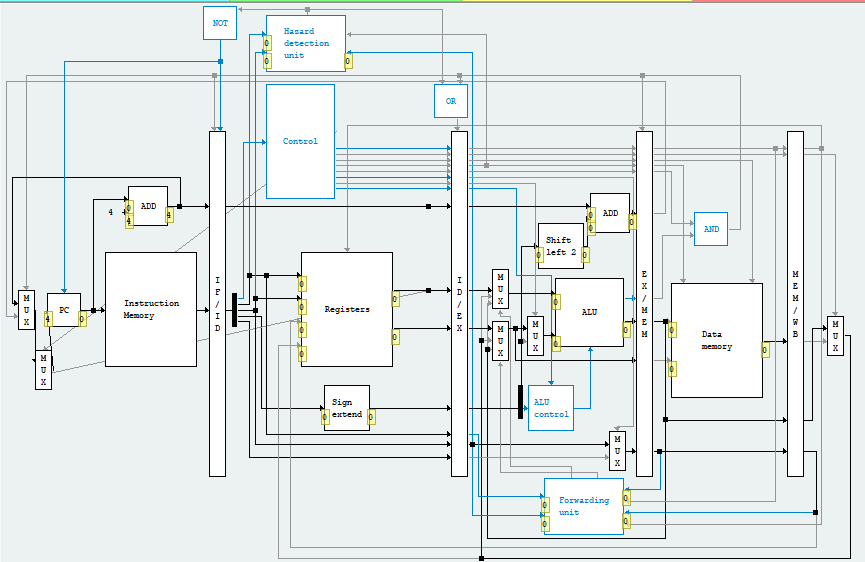 NOT
Hasard
detection
unit
0
0
0
OR
Control
ADD
0
4
4
4
ADD
0
0
0
AND
Shift
left 2
0
0
IF/ID
ID/EX
EX/MEM
MEM/WB
MUX
PC
4
0
MUX
Instruction
Memory
Registers
0
0
0
0
0
0
MUX
MUX
MUX
ALU
0
0
0
Data
memory
0
0
0
MUX
Sign
extend
0
0
ALU
control
MUX
Forwarding
unit
0
0
0
0